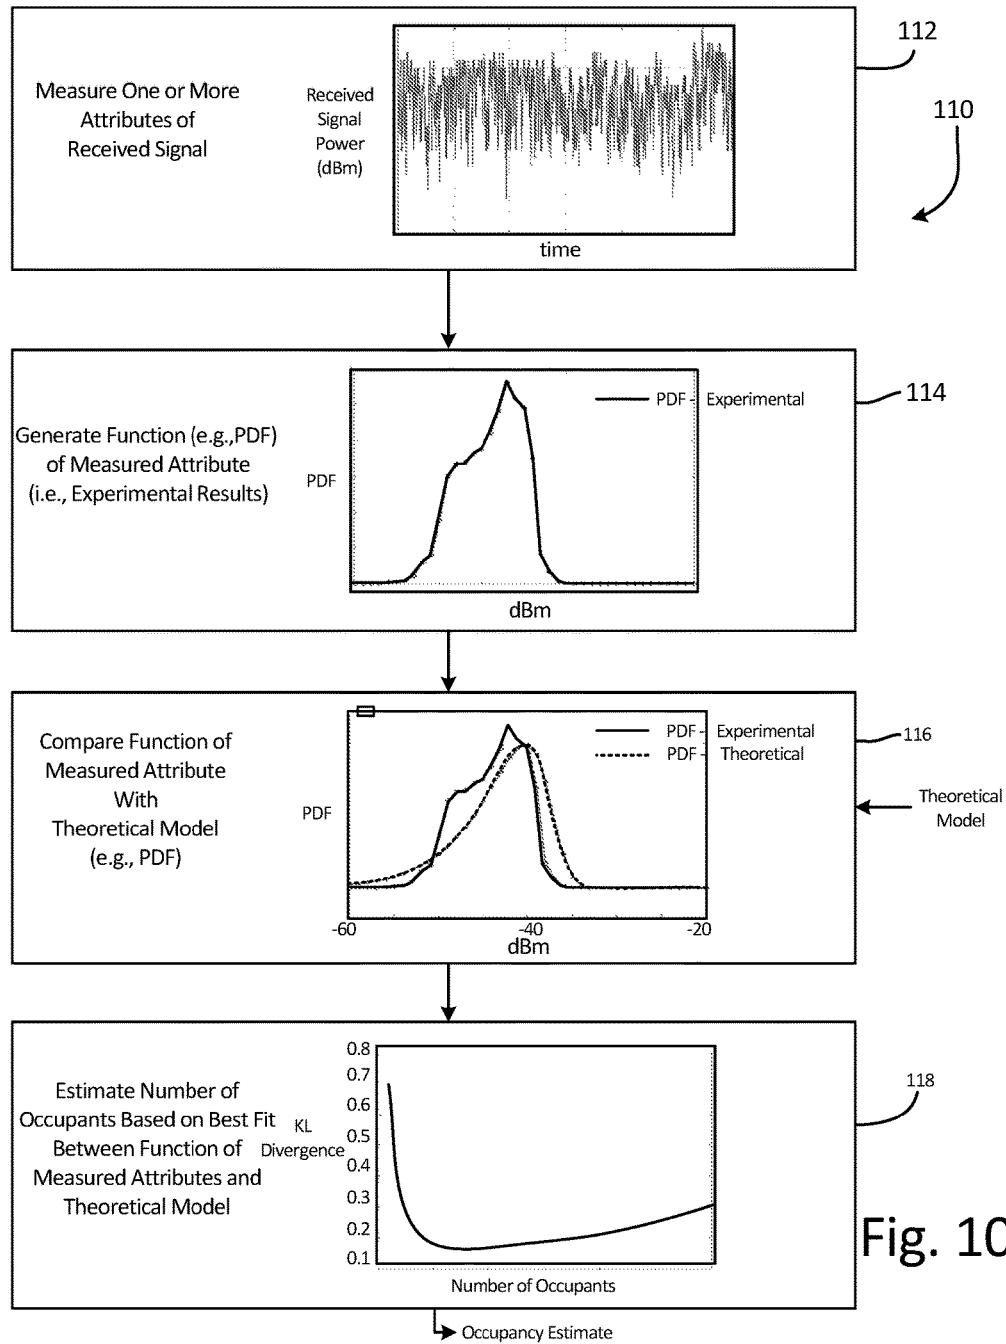 Measure One or More
Attributes of
Received Signal
Received
Signal
Power
(dBm)
time
112
110
Generate Function (e.g.,PDF)
of Measured Attribute
(i.e., Experimental Results)
PDF
PDF - Experimental
dBm
114
Compare Function of
Measured Attribute
With
Theoretical Model
(e.g., PDF)
PDF
PDF - Experimental
PDF - Theoretical
-60
-40
-20
dBm
116
Theoretical
Model
Estimate Number of
Occupants Based on Best Fit
Between Function of
Measured Attributes and
Theoretical Model
KL
Divergence
0.8
0.7
0.6
0.5
0.4
0.3
0.2
0.1
Number of Occupants
118
Fig. 10
Occupancy Estimate